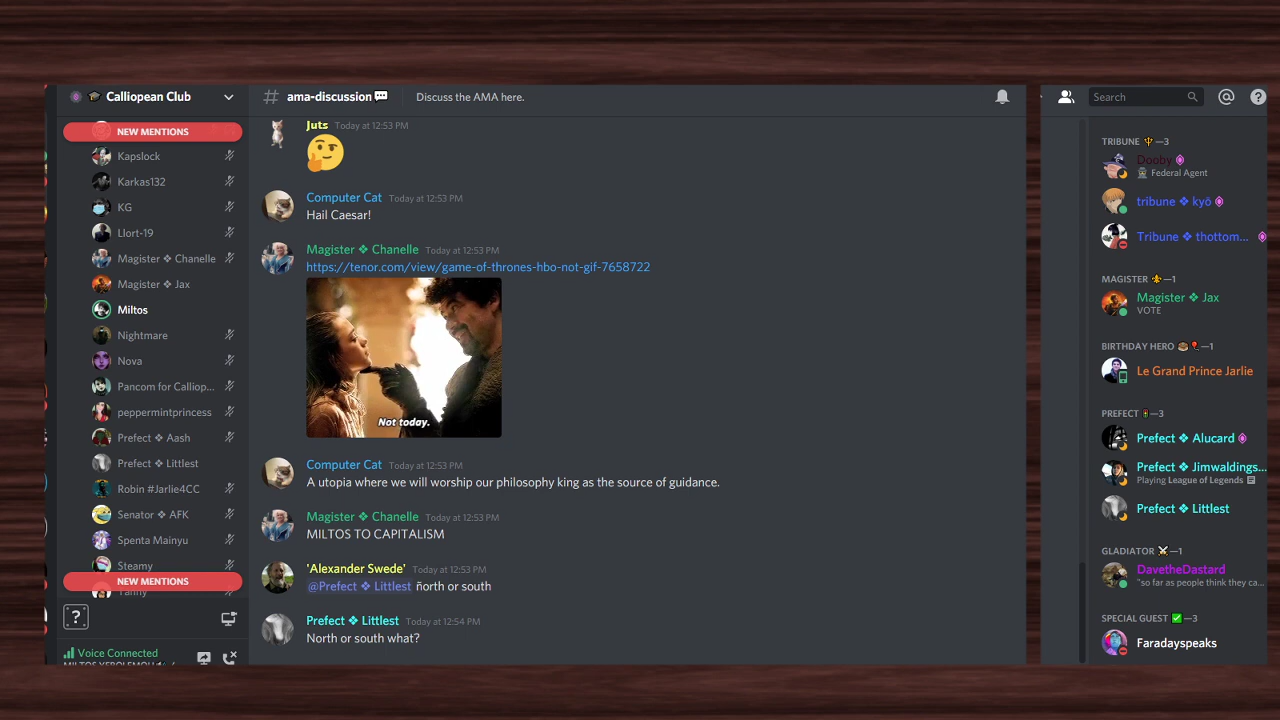 Calliopean Club
NEW MENTIONS
Kapslock
Karkas132
KG
Llort-19
Magister ❖ Chanelle
Magister ❖ Jax
Miltos
Nightmare
Nova
Pancom for Calliop...
peppermintprincess
Prefect ❖ Aash
Prefect ❖ Littlest
Robin #Jarlie4CC
Senator ❖ AFK
Spenta Mainyu
Steamy
NEW MENTIONS
?
Voice Connected
# ama-discussion💬 Discuss the AMA here.
Juts Today at 12:53 PM
Computer Cat Today at 12:53 PM
Hail Caesar!
Magister ❖ Chanelle Today at 12:53 PM
https://tenor.com/view/game-of-thrones-hbo-not-gif-7658722
Not today.
Computer Cat Today at 12:53 PM
A utopia where we will worship our philosophy king as the source of guidance.
Magister ❖ Chanelle Today at 12:53 PM
MILTOS TO CAPITALISM
'Alexander Swede' Today at 12:53 PM
@Prefect ❖ Littlest ñorth or south
Prefect ❖ Littlest Today at 12:54 PM
North or south what?
Search
@ ?
TRIBUNE 🔱—3
Dooby
Federal Agent
tribune ❖ kyō
Tribune ❖ thottom...
MAGISTER ⚜—1
Magister ❖ Jax
VOTE
BIRTHDAY HERO 🎂🎈—1
Le Grand Prince Jarlie
PREFECT 🚦—3
Prefect ❖ Alucard
Prefect ❖ Jimwaldings...
Playing League of Legends
Prefect ❖ Littlest
GLADIATOR ⚔—1
DavetheDastard
"so far as people think they ca...
SPECIAL GUEST ✅—3
Faradayspeaks